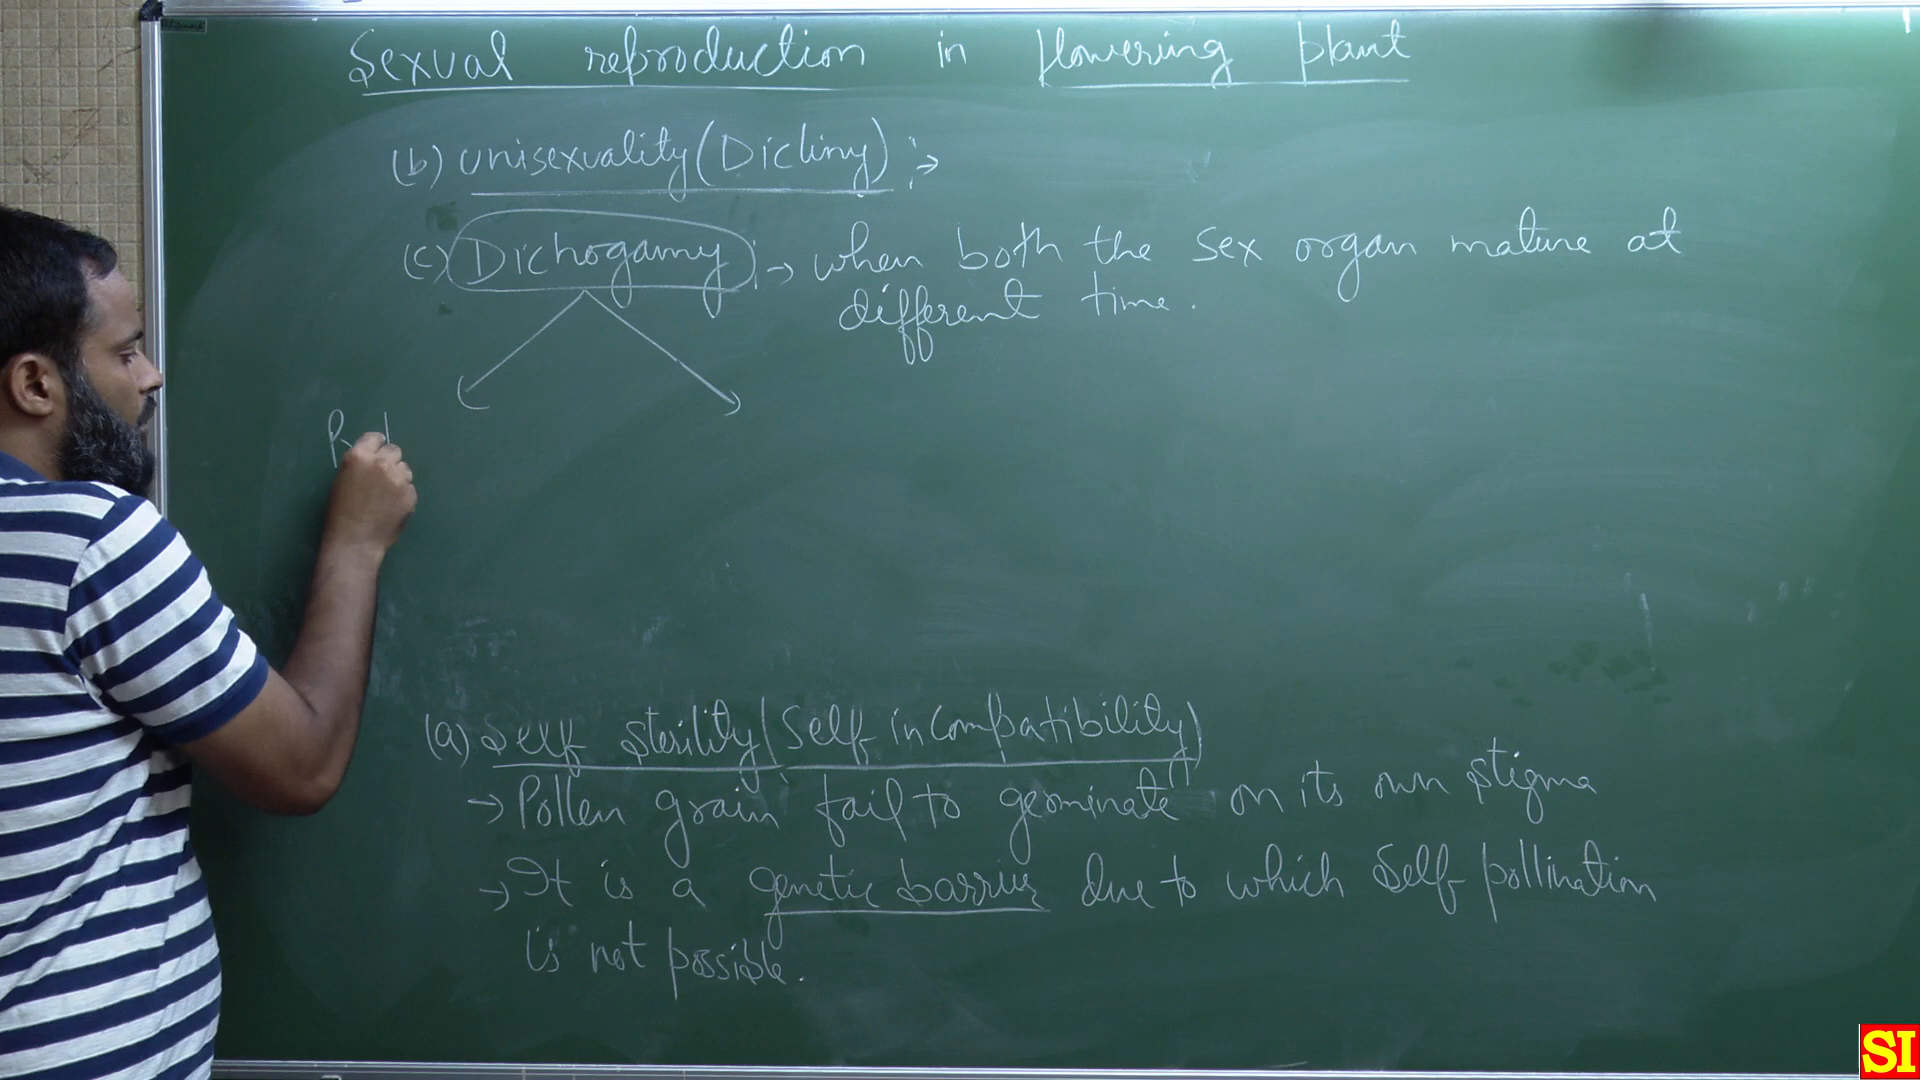 Sexual reproduction in flowering plant
(b) Unisexuality (Dicliny) :→
(c) Dichogamy :→ when both the sex organ mature at
different time.
(a) Self sterility / Self incompatibility)
→ Pollen grain fail to germinate on its own stigma
→ It is a genetic barrier due to which Self pollination
is not possible.
SI